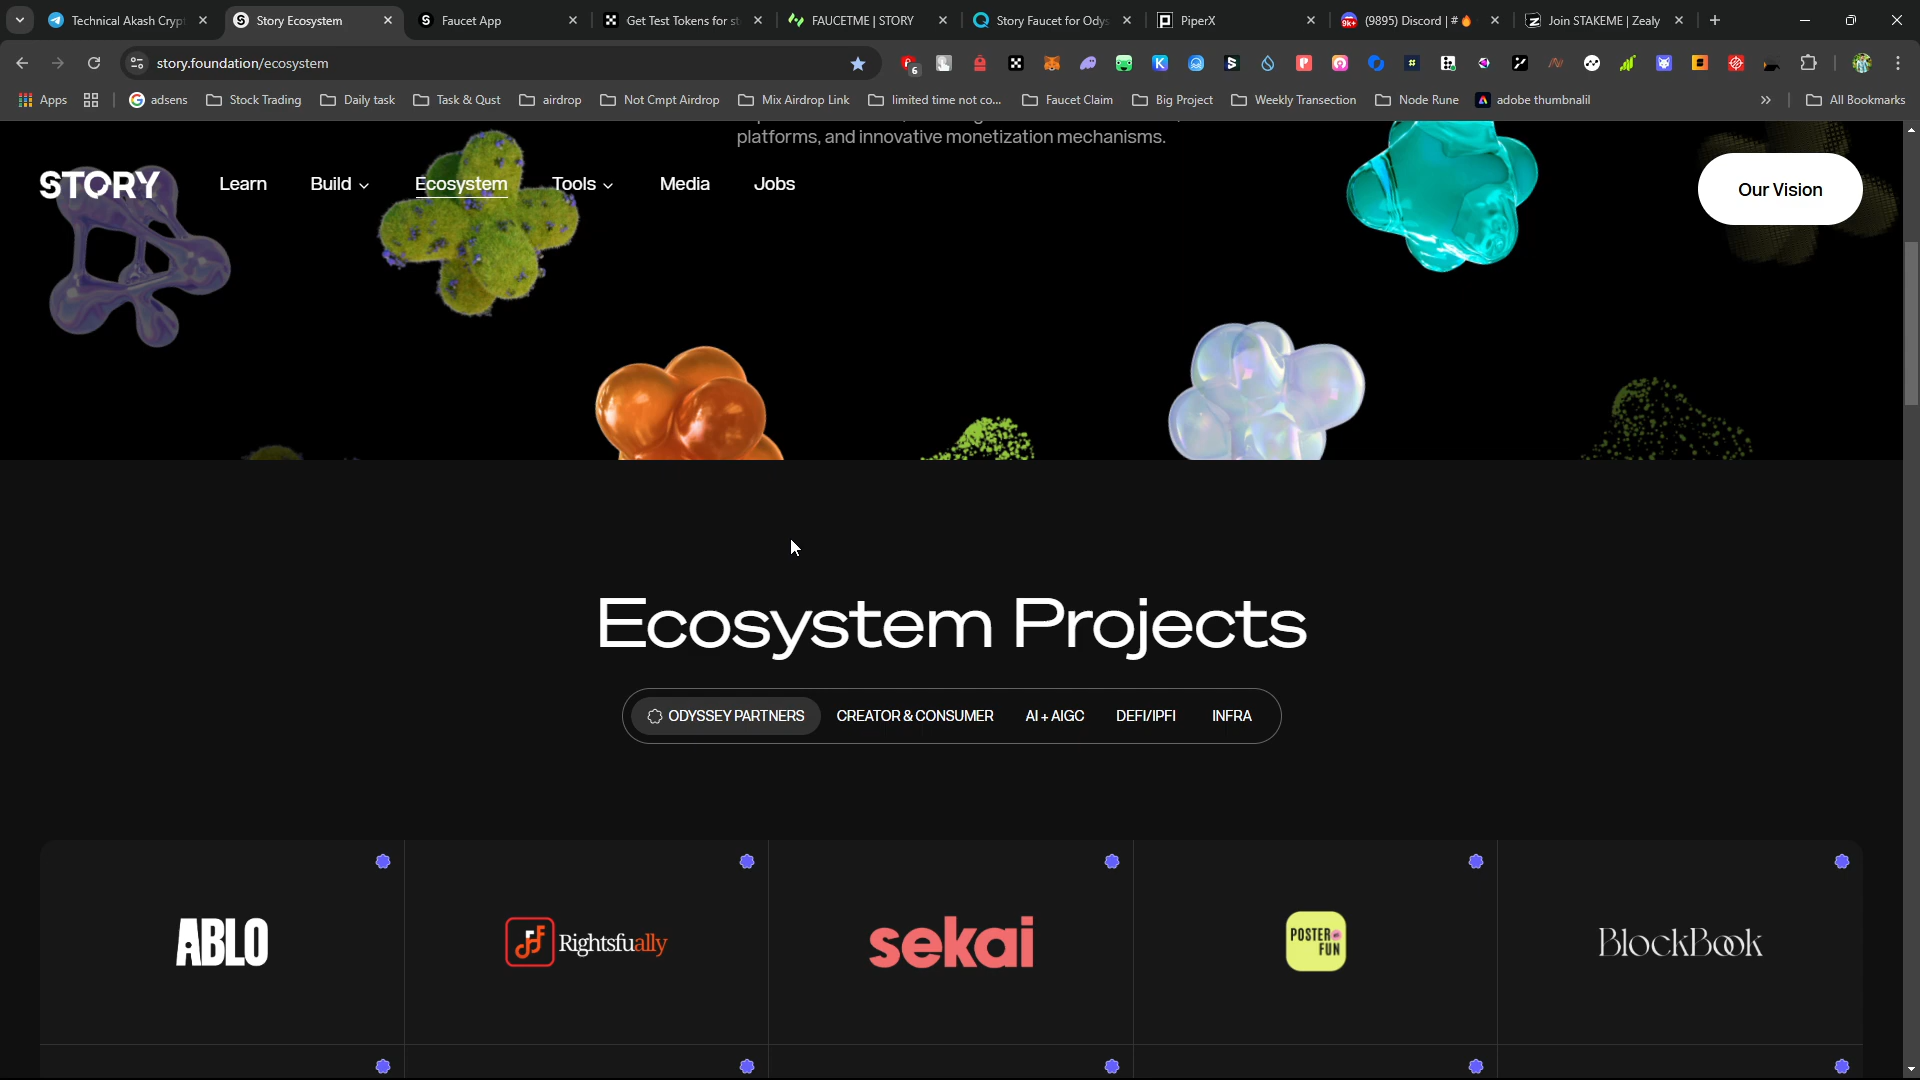 Technical Akash Crypt
Story Ecosystem
Faucet App
Get Test Tokens for st
FAUCETME | STORY
Story Faucet for Odys
PiperX
(9895) Discord | #🔥
Join STAKEME | Zealy
story.foundation/ecosystem
6
Apps
adsens
Stock Trading
Daily task
Task & Qust
airdrop
Not Cmpt Airdrop
Mix Airdrop Link
limited time not co...
Faucet Claim
Big Project
Weekly Transection
Node Rune
adobe thumbnalil
All Bookmarks
platforms, and innovative monetization mechanisms.
STORY
Learn
Build
Ecosystem
Tools
Media
Jobs
Our Vision
Ecosystem Projects
ODYSSEY PARTNERS
CREATOR & CONSUMER
AI + AIGC
DEFI/IPFI
INFRA
ABLO
Rightsfually
sekai
POSTER
FUN
BlockBook